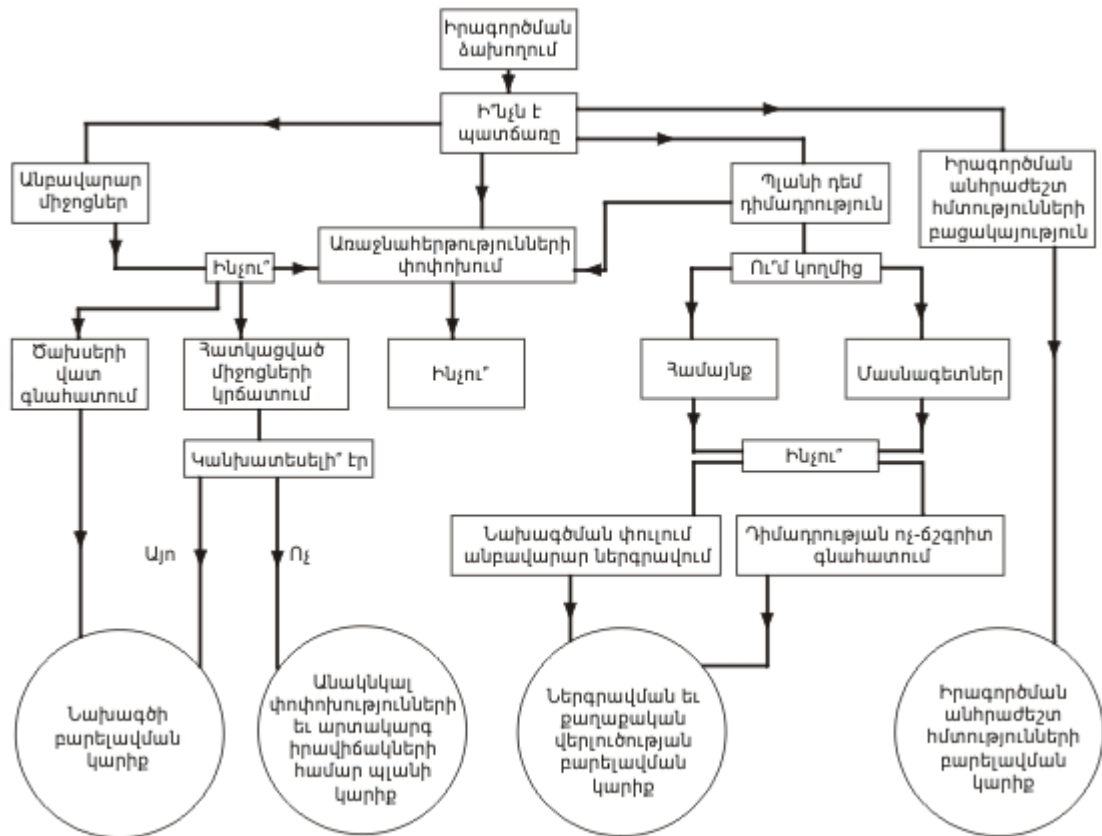 Իրագործման
ձախողում
Ի՞նչն է
պատճառը
Անբավարար
միջոցներ
Պլանի դեմ
դիմադրություն
Իրագործման
անհրաժեշտ
հմտությունների
բացակայություն
Առաջնահերթությունների
փոփոխում
Ինչու՞
Ու՞մ կողմից
Ծախսերի
վատ
գնահատում
Հատկացված
միջոցների
կրճատում
Ինչու՞
Համայնք
Մասնագետներ
Կանխատեսելի՞ էր
Ինչու՞
Այո
Ոչ
Նախագծման փուլում
անբավարար ներգրավում
Դիմադրության ոչ-ճշգրիտ
գնահատում
Նախագծի
բարելավման
կարիք
Անակնկալ
փոփոխությունների
եւ արտակարգ
իրավիճակների
համար պլանի
կարիք
Ներգրավման եւ
քաղաքական
վերլուծության
բարելավման
կարիք
Իրագործման
անհրաժեշտ
հմտությունների
բարելավման
կարիք